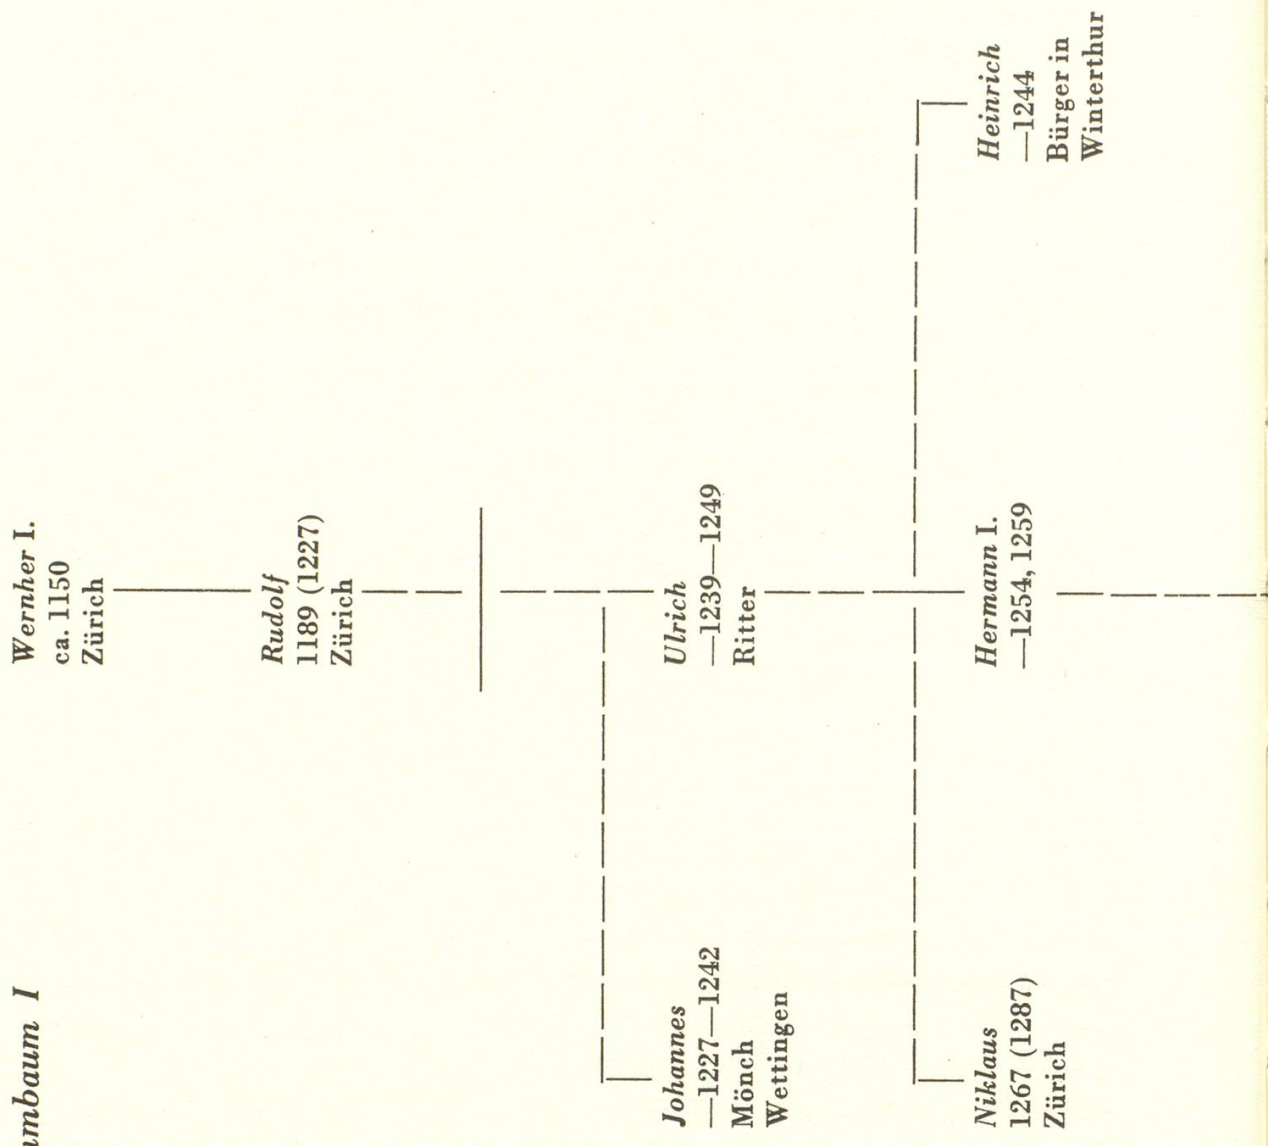 mbaum I
Wernher I.
ca. 1150
Zürich
Rudolf
1189 (1227)
Zürich
Johannes
—1227—1242
Mönch
Wettingen
Ulrich
—1239—1249
Ritter
Niklaus
1267 (1287)
Zürich
Hermann I.
—1254, 1259
Heinrich
—1244
Bürger in
Winterthur